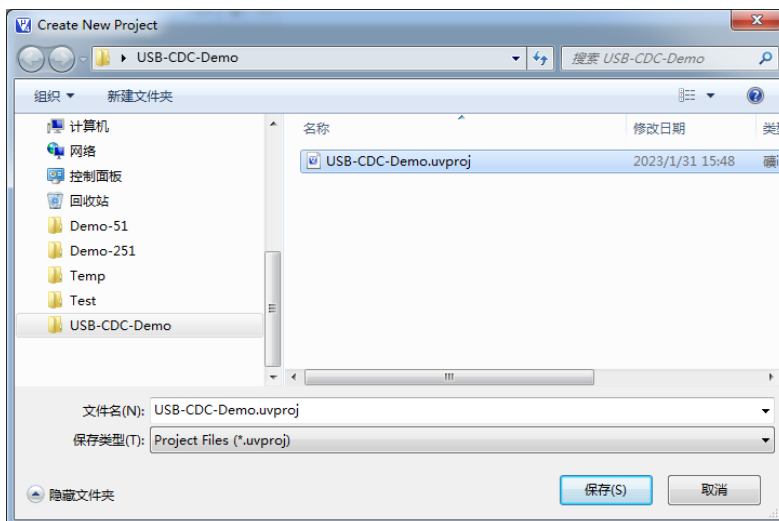 Create New Project
USB-CDC-Demo
搜索 USB-CDC-Demo
组织
新建文件夹
计算机
网络
控制面板
回收站
Demo-51
Demo-251
Temp
Test
USB-CDC-Demo
名称
修改日期
USB-CDC-Demo.uvproj
2023/1/31 15:48
文件名(N):
USB-CDC-Demo.uvproj
保存类型(T):
Project Files (*.uvproj)
隐藏文件夹
保存(S)
取消